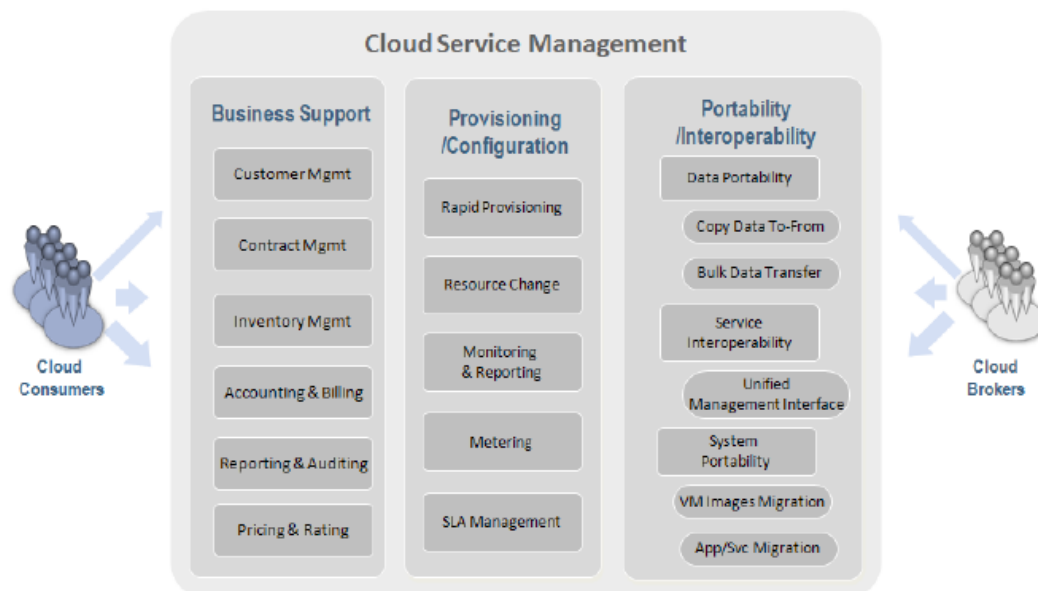 Cloud Service Management
Business Support
Customer Mgmt
Contract Mgmt
Inventory Mgmt
Accounting & Billing
Reporting & Auditing
Pricing & Rating
Provisioning
/Configuration
Rapid Provisioning
Resource Change
Monitoring
& Reporting
Metering
SLA Management
Portability
/Interoperability
Data Portability
Copy Data To-From
Bulk Data Transfer
Service
Interoperability
Unified
Management Interface
System
Portability
VM Images Migration
App/Svc Migration
Cloud
Consumers
Cloud
Brokers